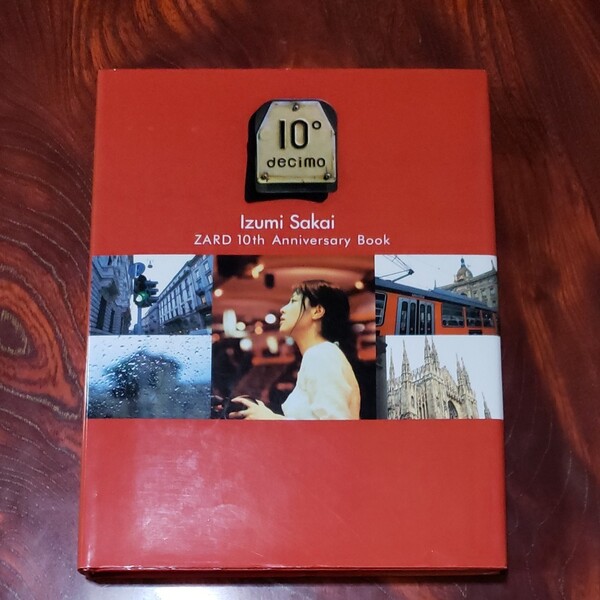 10°
decimo
Izumi Sakai
ZARD 10th Anniversary Book